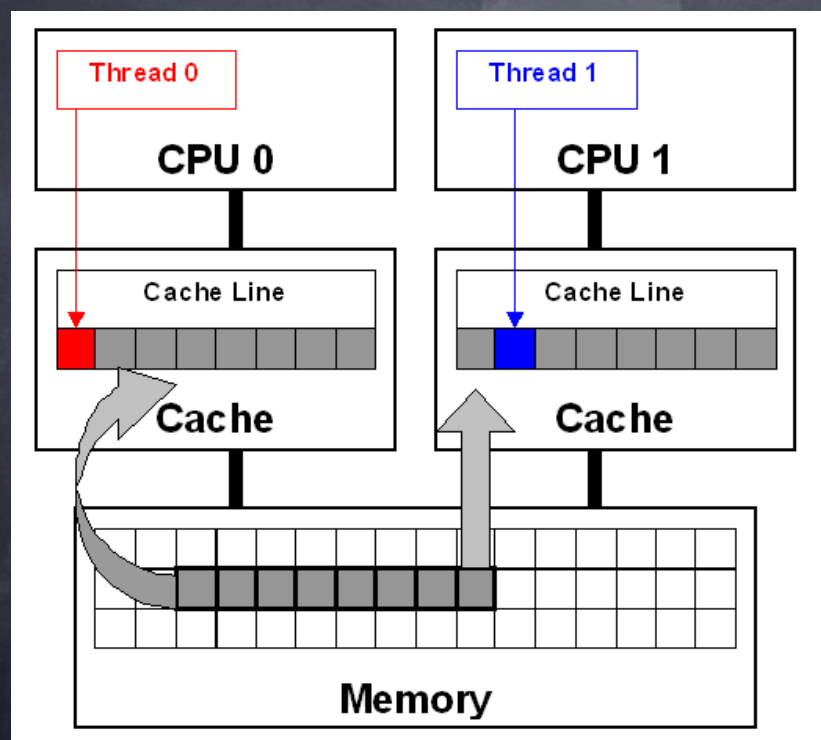 Thread 0
Thread 1
CPU 0
CPU 1
Cache Line
Cache Line
Cache
Cache
Memory